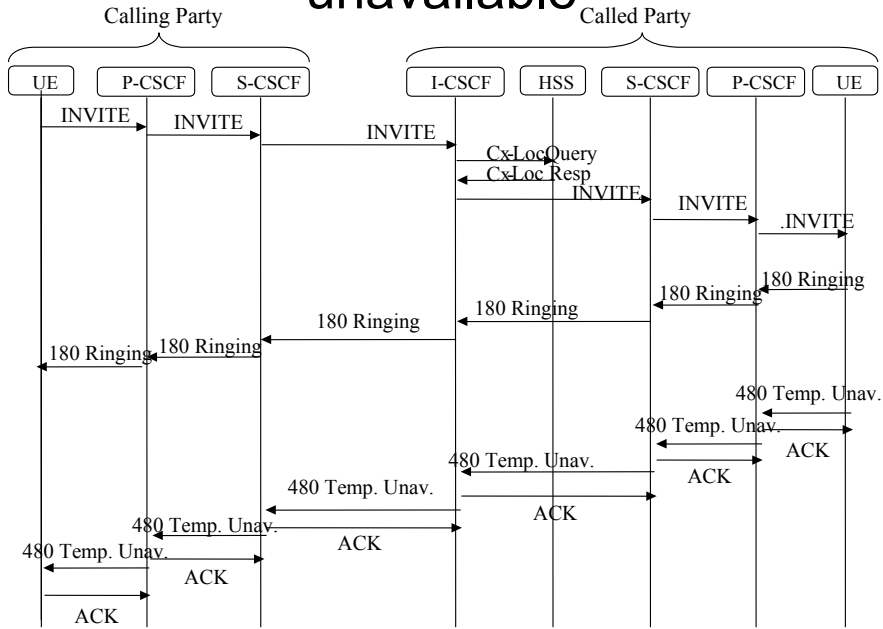 unavailable
Calling Party
Called Party
UE P-CSCF S-CSCF I-CSCF HSS S-CSCF P-CSCF UE
INVITE
INVITE
INVITE
Cx-LocQuery
Cx-Loc Resp
INVITE
INVITE
.INVITE
180 Ringing
180 Ringing
180 Ringing
180 Ringing
180 Ringing
180 Ringing
480 Temp. Unav.
ACK
480 Temp. Unav.
ACK
480 Temp. Unav.
ACK
480 Temp. Unav.
ACK
480 Temp. Unav.
ACK
480 Temp. Unav.
ACK